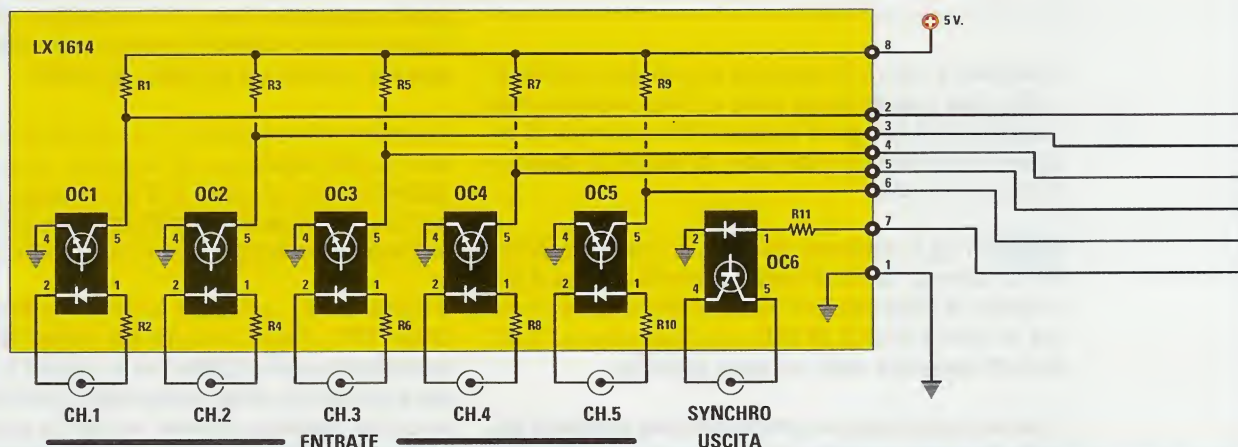 LX 1614
5 V.
8
R1 R3 R5 R7 R9
2
3
4
5
6
7
1
OC1 OC2 OC3 OC4 OC5
4 5 4 5 4 5 4 5 4 5
2 1 R11
OC6
4 5
2 1 2 1 2 1 2 1 2 1
R2 R4 R6 R8 R10
CH.1 CH.2 CH.3 CH.4 CH.5 SYNCHRO
ENTRATE USCITA